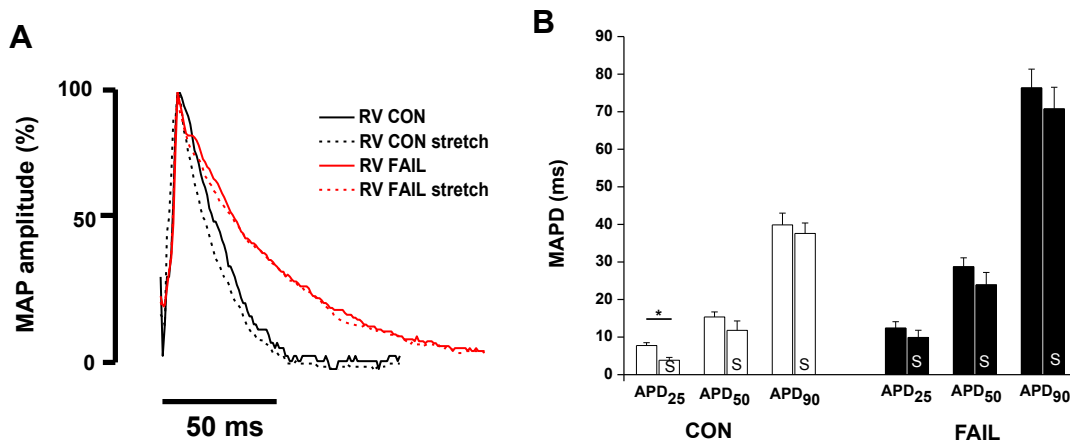 A
MAP amplitude (%)
100
50
0
RV CON
RV CON stretch
RV FAIL
RV FAIL stretch
50 ms
B
MAPD (ms)
90
80
70
60
50
40
30
20
10
0
*
S
S
S
S
S
S
APD25
APD50
APD90
APD25
APD50
APD90
CON
FAIL